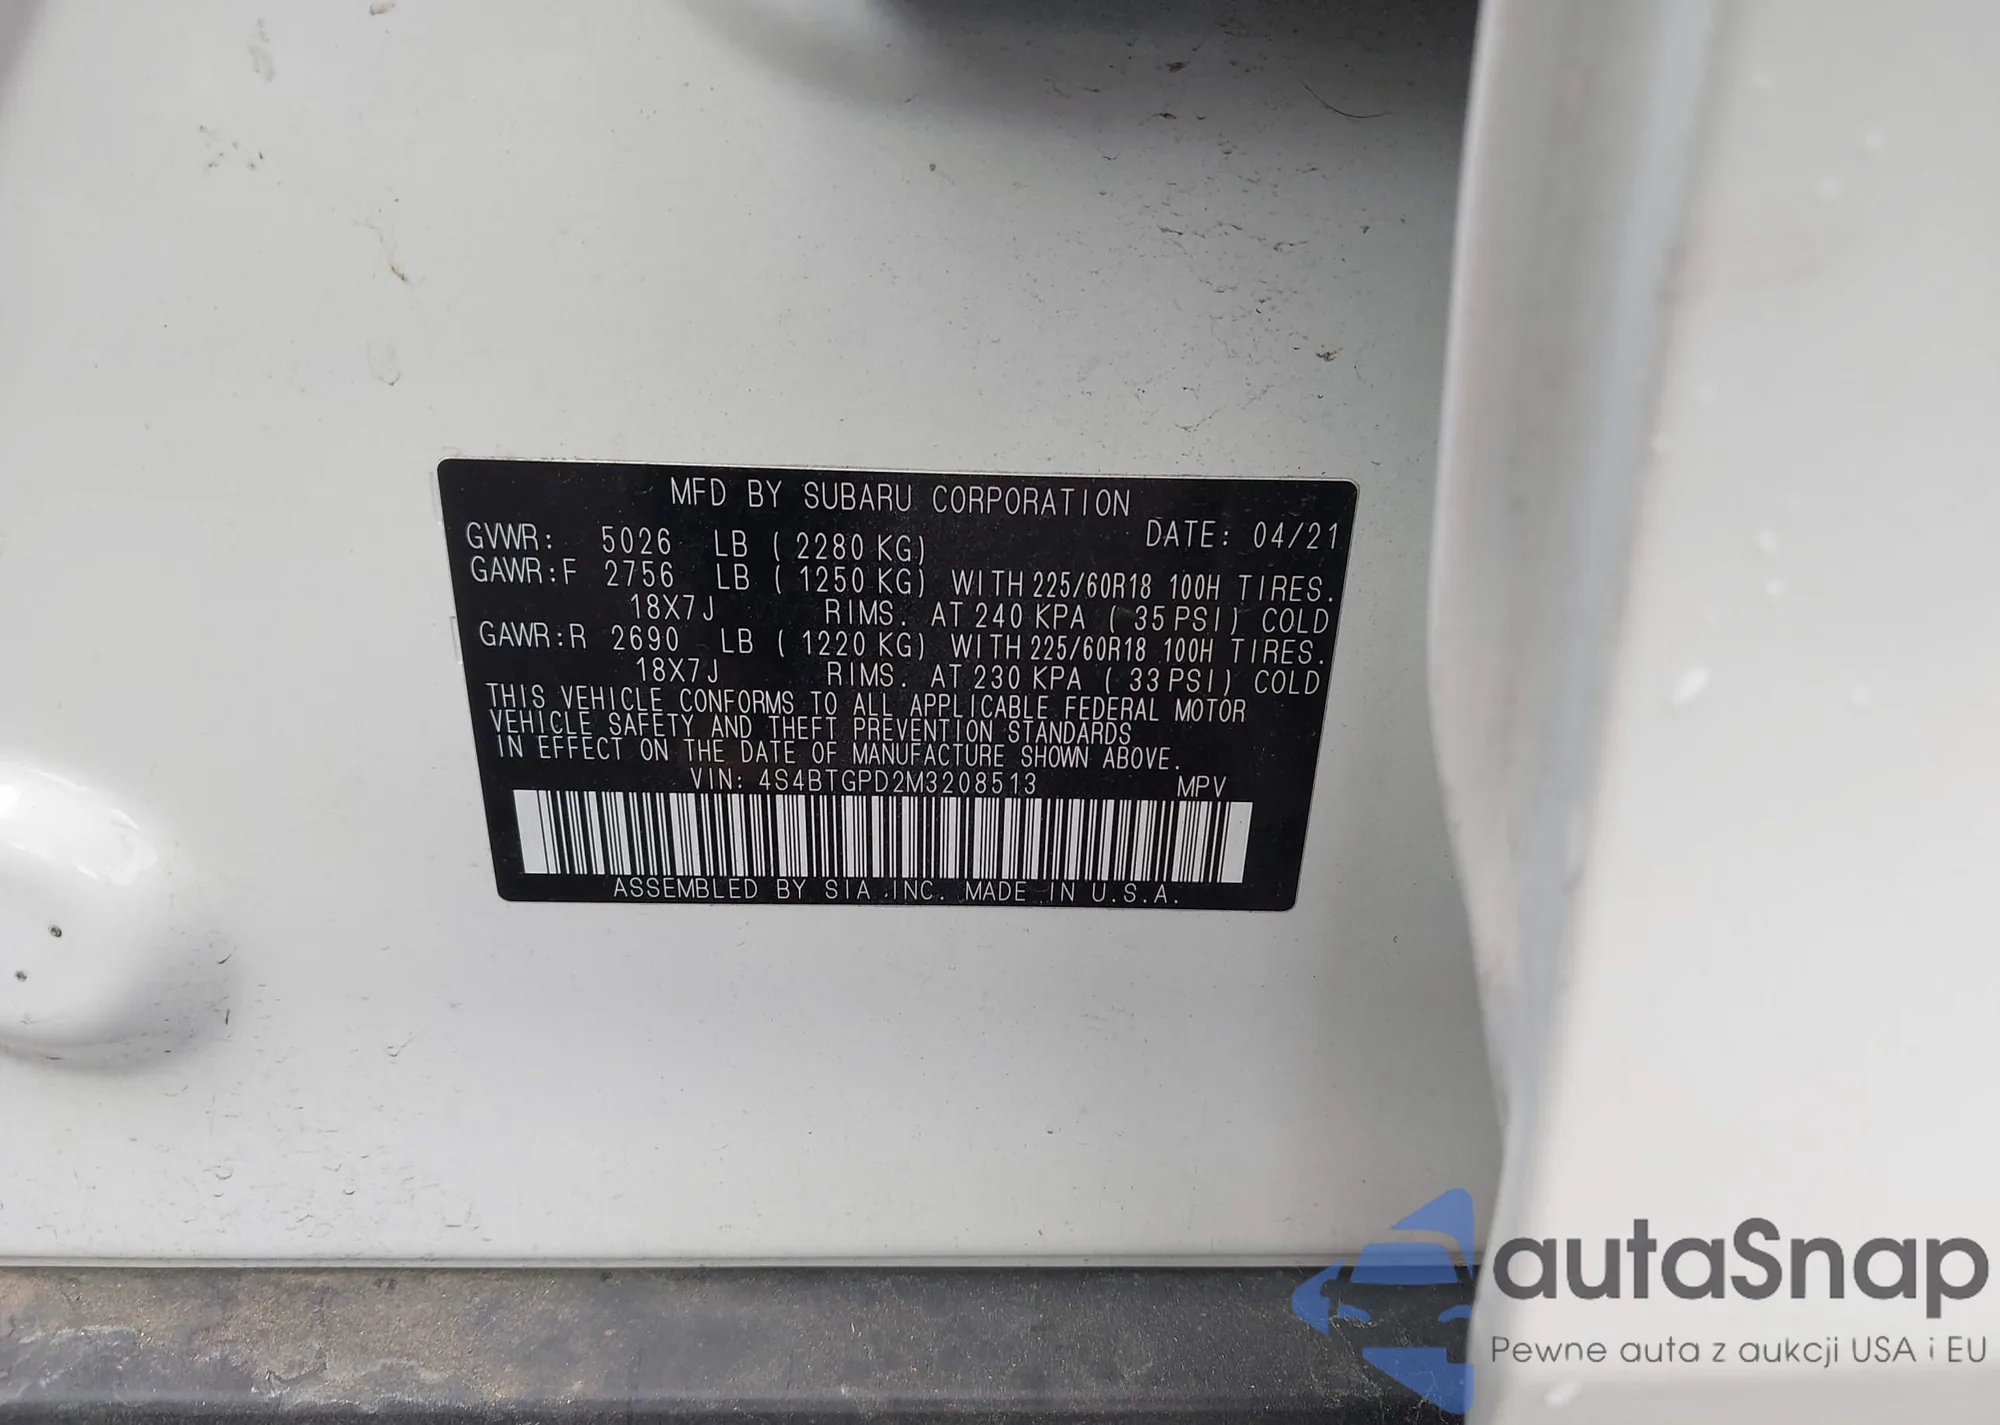 MFD BY SUBARU CORPORATION
DATE: 04/21
GVWR: 5026 LB ( 2280 KG)
GAWR:F 2756 LB ( 1250 KG) WITH 225/60R18 100H TIRES.
18X7J RIMS. AT 240 KPA ( 35 PSI) COLD
GAWR:R 2690 LB ( 1220 KG) WITH 225/60R18 100H TIRES.
18X7J RIMS. AT 230 KPA ( 33 PSI) COLD
THIS VEHICLE CONFORMS TO ALL APPLICABLE FEDERAL MOTOR
VEHICLE SAFETY AND THEFT PREVENTION STANDARDS
IN EFFECT ON THE DATE OF MANUFACTURE SHOWN ABOVE.
VIN: 4S4BTGPD2M3208513 MPV
ASSEMBLED BY SIA.INC. MADE IN U.S.A.
autaSnap
Pewne auta z aukcji USA i EU